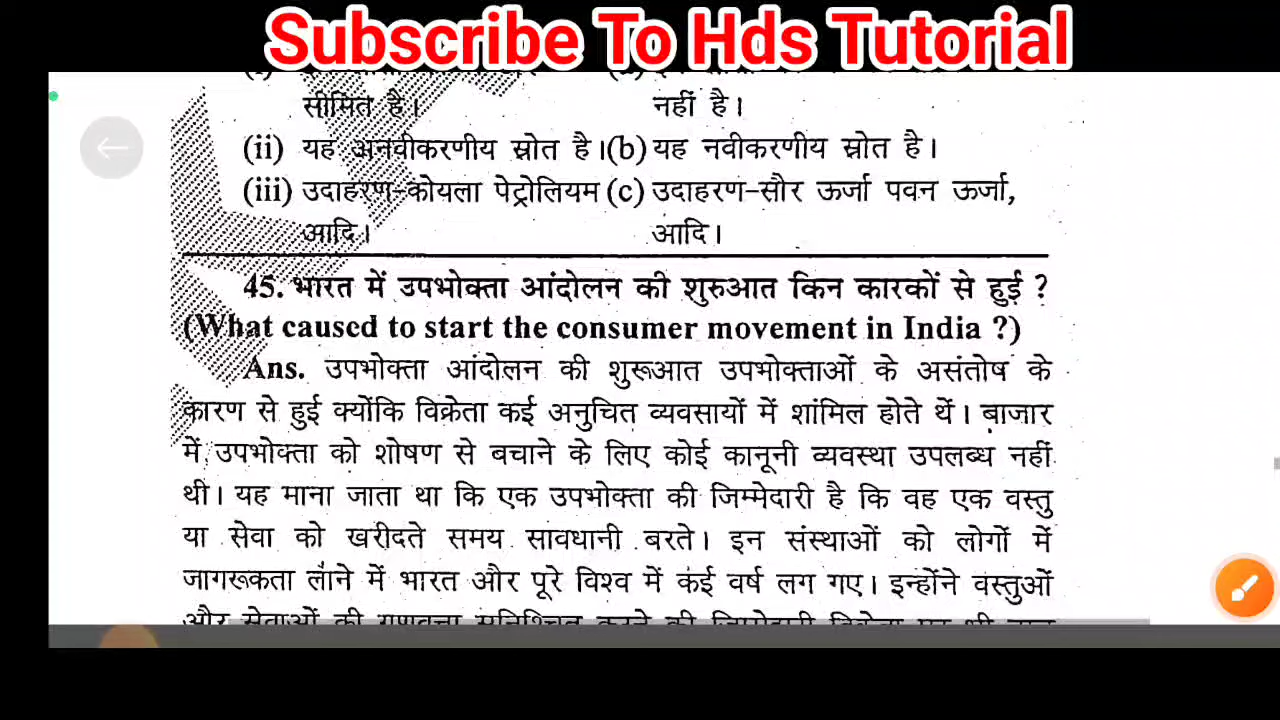 Subscribe To Hds Tutorial
सीमित है। नहीं है।
(ii) यह अनवीकरणीय स्रोत है। (b) यह नवीकरणीय स्रोत है।
(iii) उदाहरण-कोयला पेट्रोलियम (c) उदाहरण-सौर ऊर्जा पवन ऊर्जा,
आदि। आदि।
45. भारत में उपभोक्ता आंदोलन की शुरुआत किन कारकों से हुई ?
(What caused to start the consumer movement in India ?)
Ans. उपभोक्ता आंदोलन की शुरूआत उपभोक्ताओं के असंतोष के
कारण से हुई क्योंकि विक्रेता कई अनुचित व्यवसायों में शामिल होते थें। बाजार
में उपभोक्ता को शोषण से बचाने के लिए कोई कानूनी व्यवस्था उपलब्ध नहीं
थी। यह माना जाता था कि एक उपभोक्ता की जिम्मेदारी है कि वह एक वस्तु
या सेवा को खरीदते समय सावधानी बरते। इन संस्थाओं को लोगों में
जागरूकता लाने में भारत और पूरे विश्व में कई वर्ष लग गए। इन्होंने वस्तुओं
और सेवाओं की गुणवत्ता सुनिश्चित करने की जिम्मेदारी विक्रेता पर भी